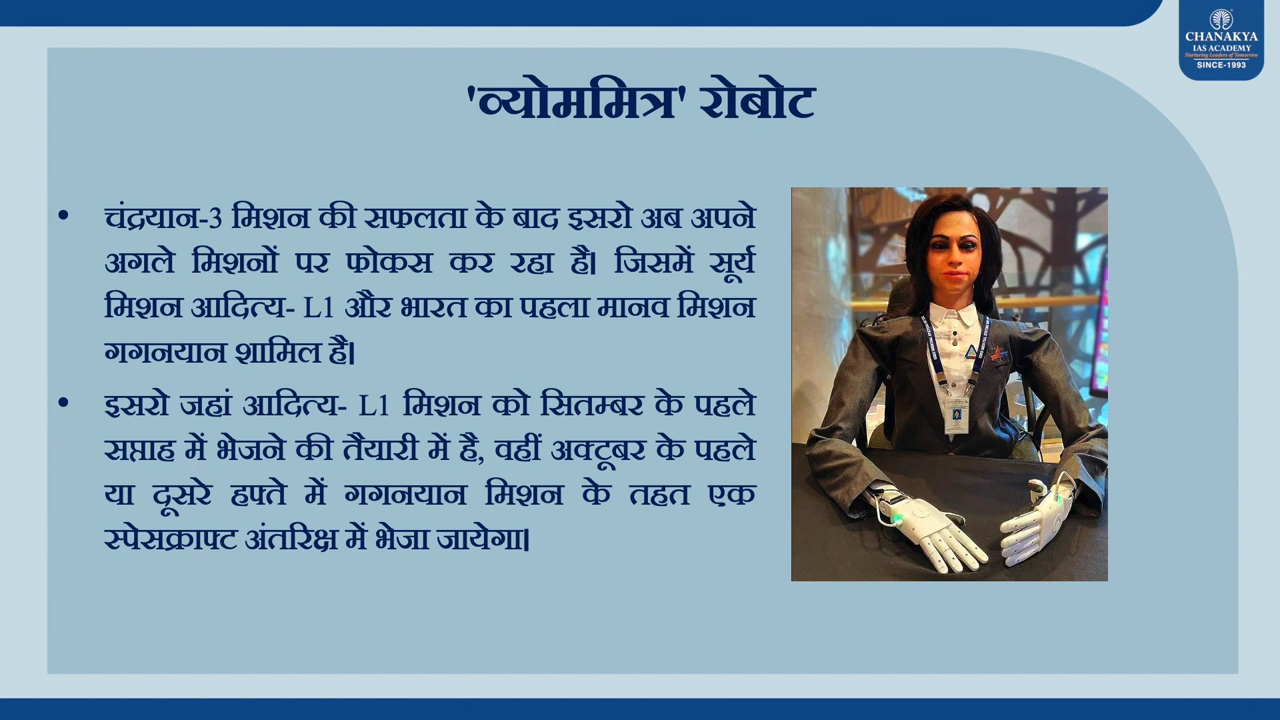 CHANAKYA
IAS ACADEMY
Nurturing Leaders of Tomorrow
SINCE-1993
'व्योममित्र' रोबोट
• चंद्रयान-3 मिशन की सफलता के बाद इसरो अब अपने
अगले मिशनों पर फोकस कर रहा है। जिसमें सूर्य
मिशन आदित्य- L1 और भारत का पहला मानव मिशन
गगनयान शामिल है।
• इसरो जहां आदित्य- L1 मिशन को सितम्बर के पहले
सप्ताह में भेजने की तैयारी में है, वहीं अक्टूबर के पहले
या दूसरे हफ्ते में गगनयान मिशन के तहत एक
स्पेसक्राफ्ट अंतरिक्ष में भेजा जायेगा।